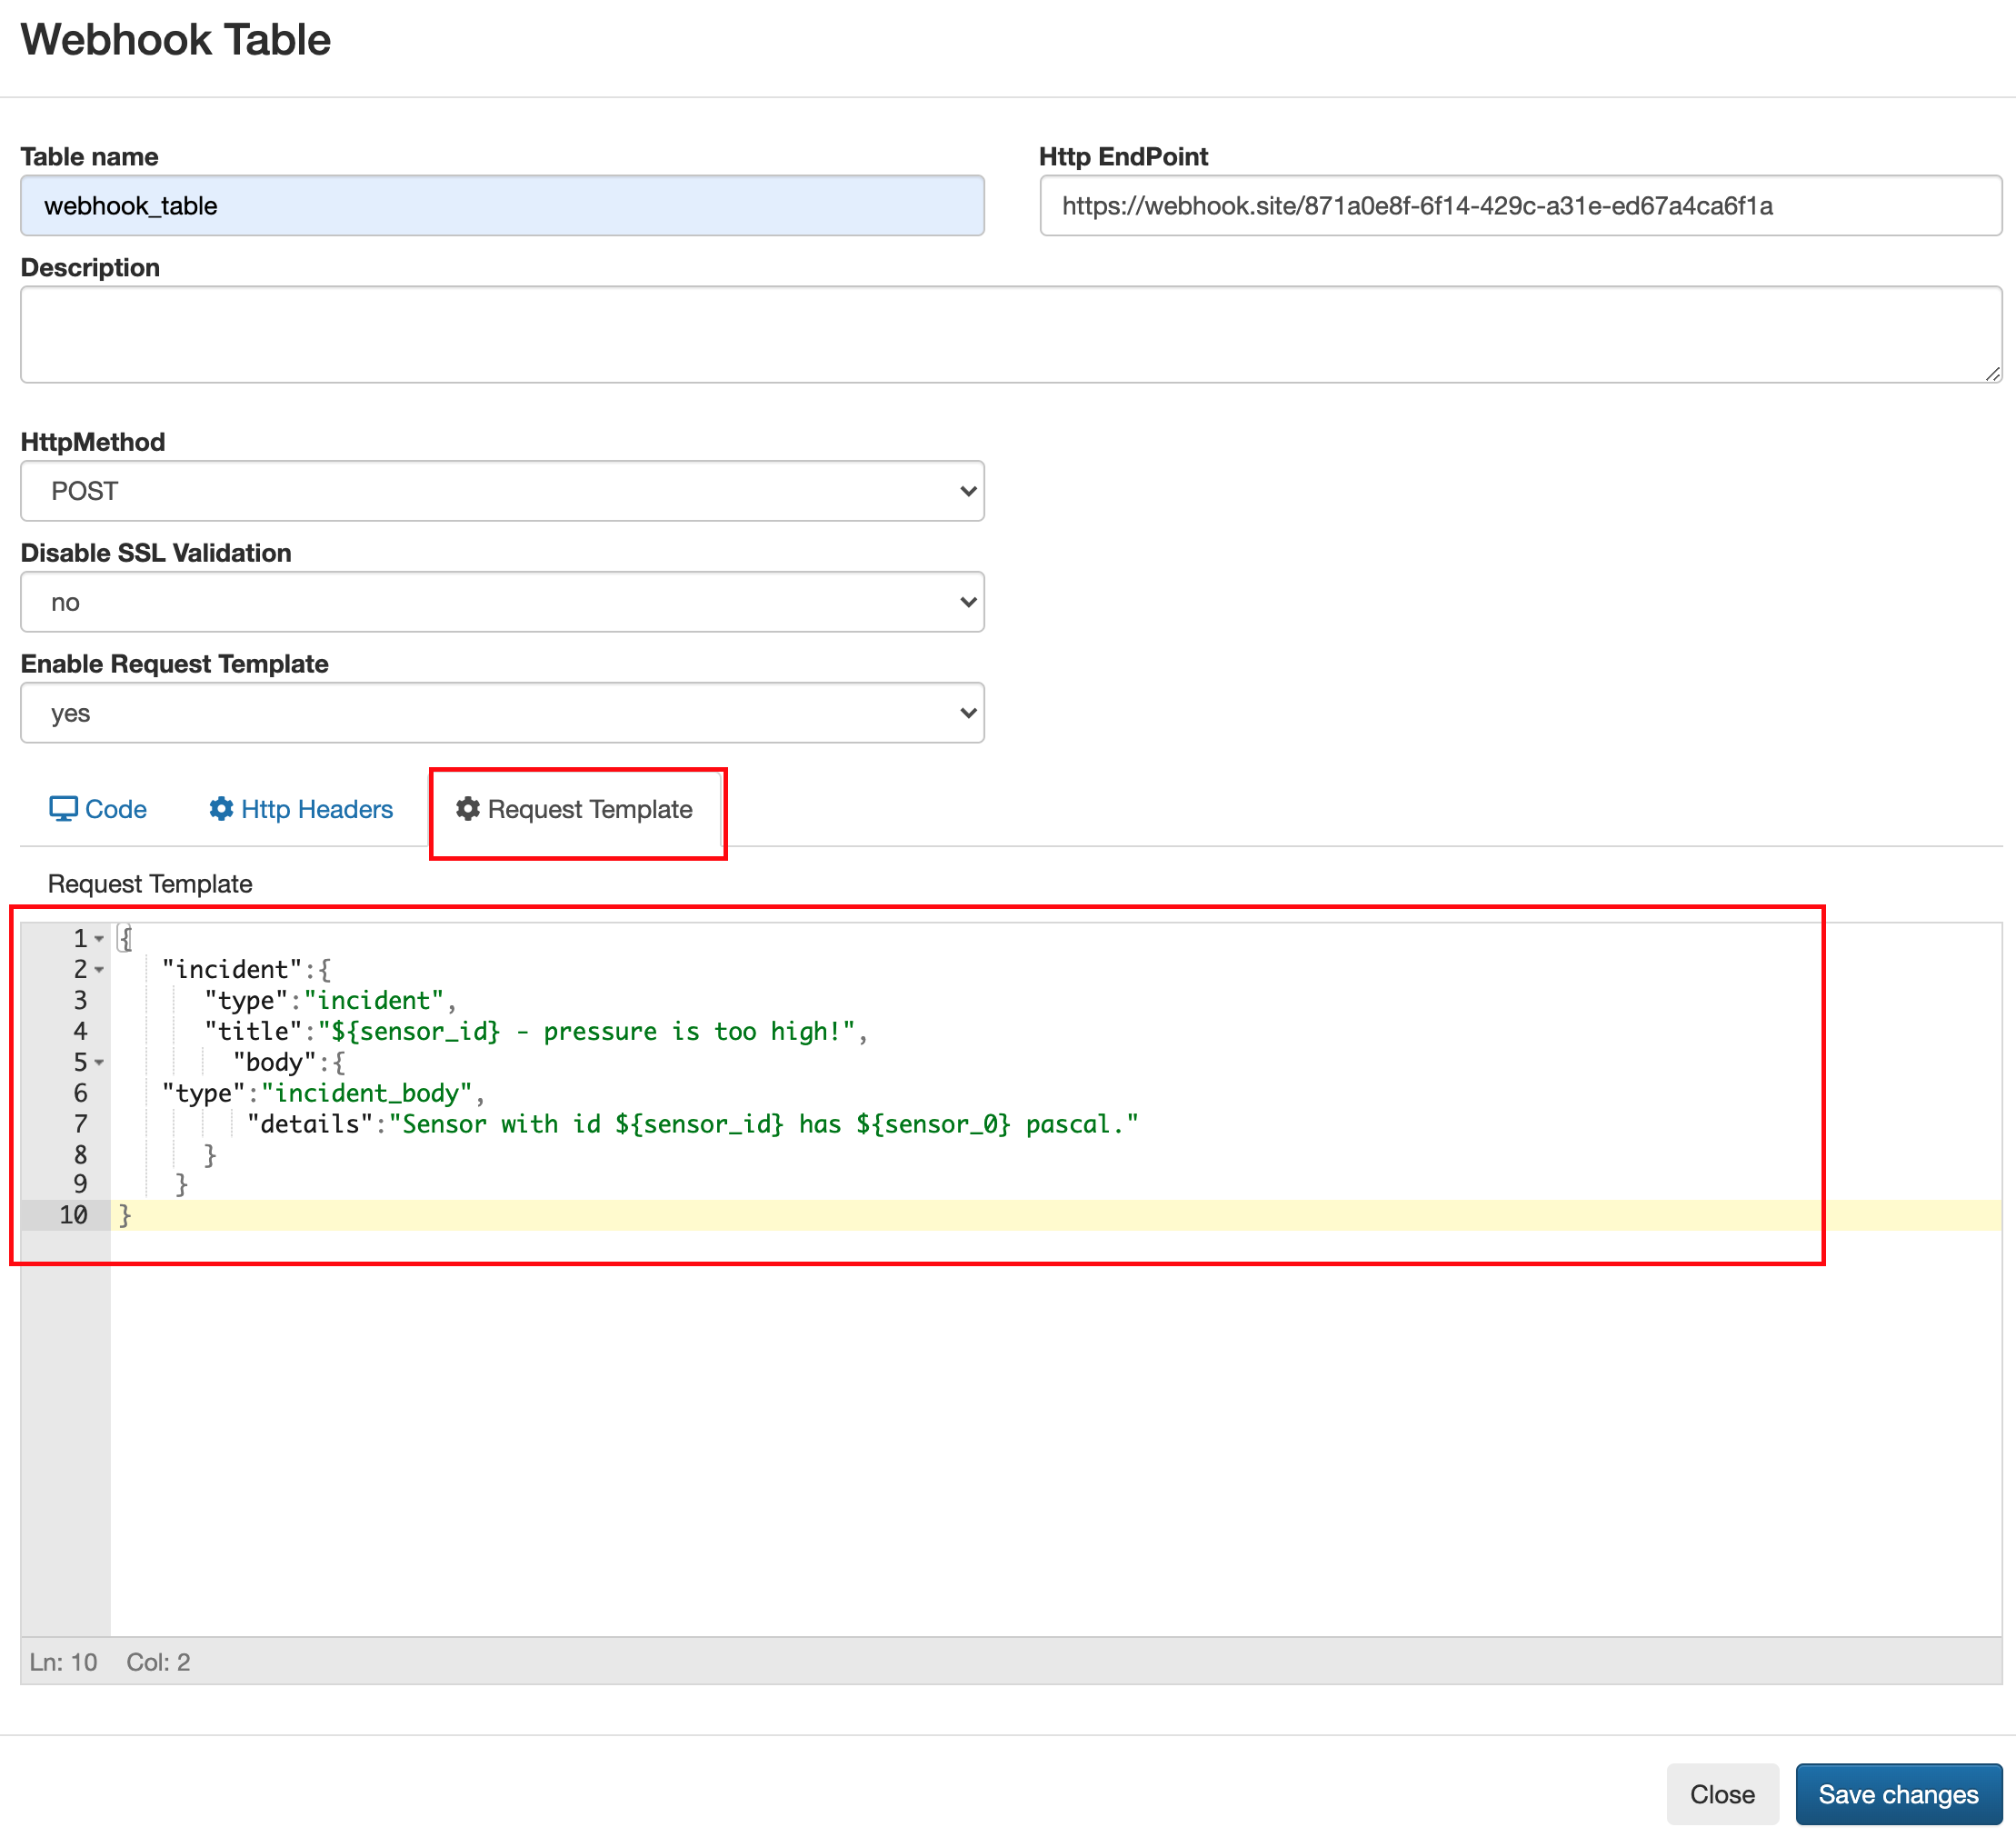 Webhook Table
Table name
Http EndPoint
webhook_table
https://webhook.site/871a0e8f-6f14-429c-a31e-ed67a4ca6f1a
Description
HttpMethod
POST
Disable SSL Validation
no
Enable Request Template
yes
Code
Http Headers
Request Template
Request Template
1 {
2 "incident":{
3 "type":"incident",
4 "title":"${sensor_id} - pressure is too high!",
5 "body":{
6 "type":"incident_body",
7 "details":"Sensor with id ${sensor_id} has ${sensor_0} pascal."
8 }
9 }
10 }
Ln: 10 Col: 2
Close
Save changes